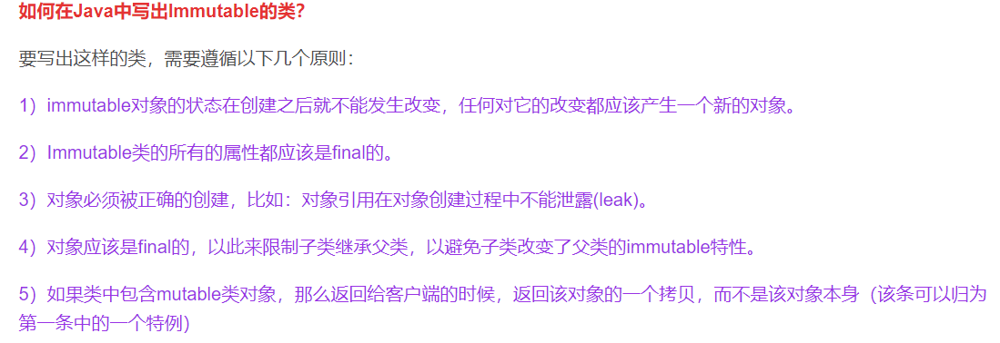 如何在Java中写出Immutable的类？
要写出这样的类，需要遵循以下几个原则：
1）immutable对象的状态在创建之后就不能发生改变，任何对它的改变都应该产生一个新的对象。
2）Immutable类的所有的属性都应该是final的。
3）对象必须被正确的创建，比如：对象引用在对象创建过程中不能泄露(leak)。
4）对象应该是final的，以此来限制子类继承父类，以避免子类改变了父类的immutable特性。
5）如果类中包含mutable类对象，那么返回给客户端的时候，返回该对象的一个拷贝，而不是该对象本身（该条可以归为
第一条中的一个特例）